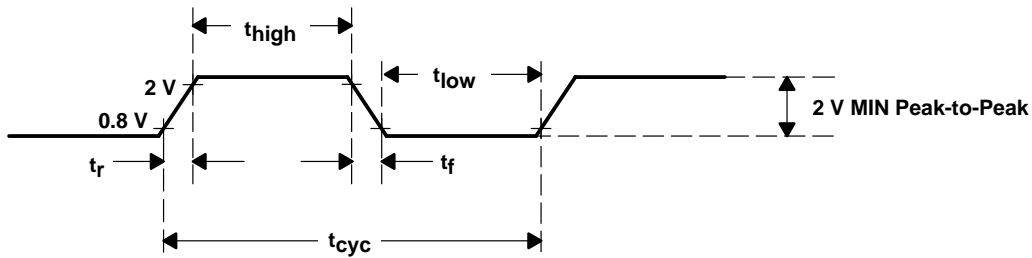 thigh
2 V
tlow
2 V MIN Peak-to-Peak
0.8 V
tr
tf
tcyc